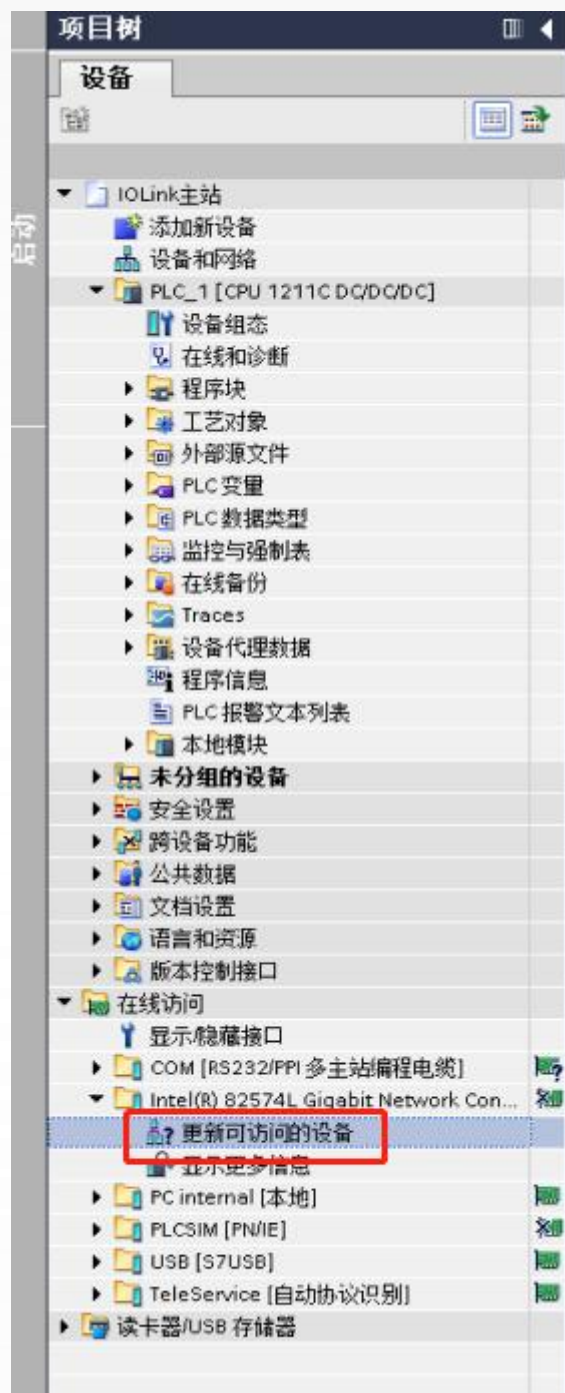 项目树
设备
启动
IOLink主站
添加新设备
设备和网络
PLC_1 [CPU 1211C DC/DC/DC]
设备组态
在线和诊断
程序块
工艺对象
外部源文件
PLC 变量
PLC 数据类型
监控与强制表
在线备份
Traces
设备代理数据
程序信息
PLC 报警文本列表
本地模块
未分组的设备
安全设置
跨设备功能
公共数据
文档设置
语言和资源
版本控制接口
在线访问
显示/隐藏接口
COM [RS232/PPI 多主站编程电缆]
Intel(R) 82574L Gigabit Network Con...
更新可访问的设备
显示更多信息
PC internal [本地]
PLCSIM [PN/IE]
USB [S7USB]
TeleService [自动协议识别]
读卡器/USB 存储器